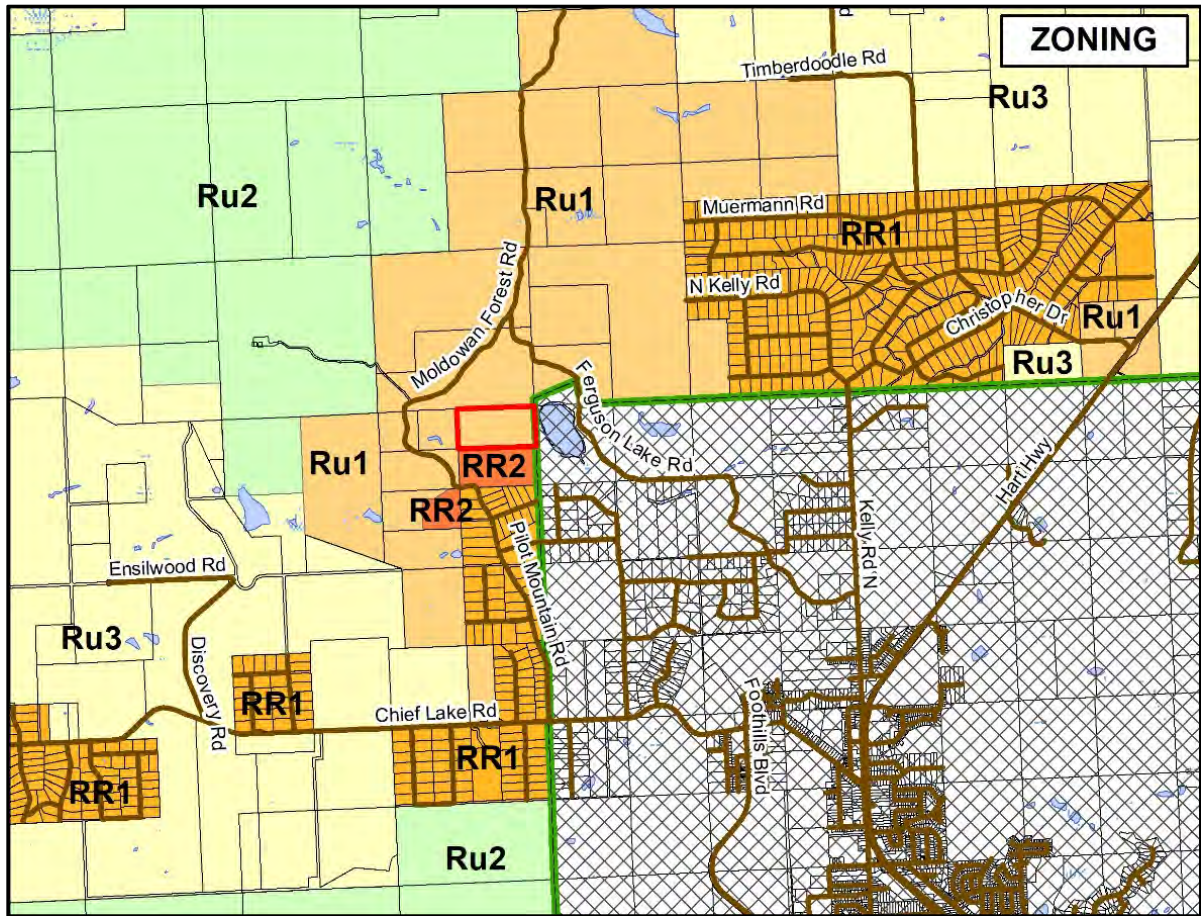 ZONING
Timberdoodle Rd
Rd
Ru3
Ru2
Ru1
Muermann Rd
RR1
N Kelly Rd
Christopher Dr
Ru1
Ru3
Moldowan Forest Rd
Ferguson Lake Rd
Hart Hwy
Ru1
RR2
RR2
Kelly Rd N
Pilot Mountain Rd
Ensilwood Rd
Ru3
Discovery Rd
RR1
Chief Lake Rd
Foothills Blvd
RR1
RR1
Ru2